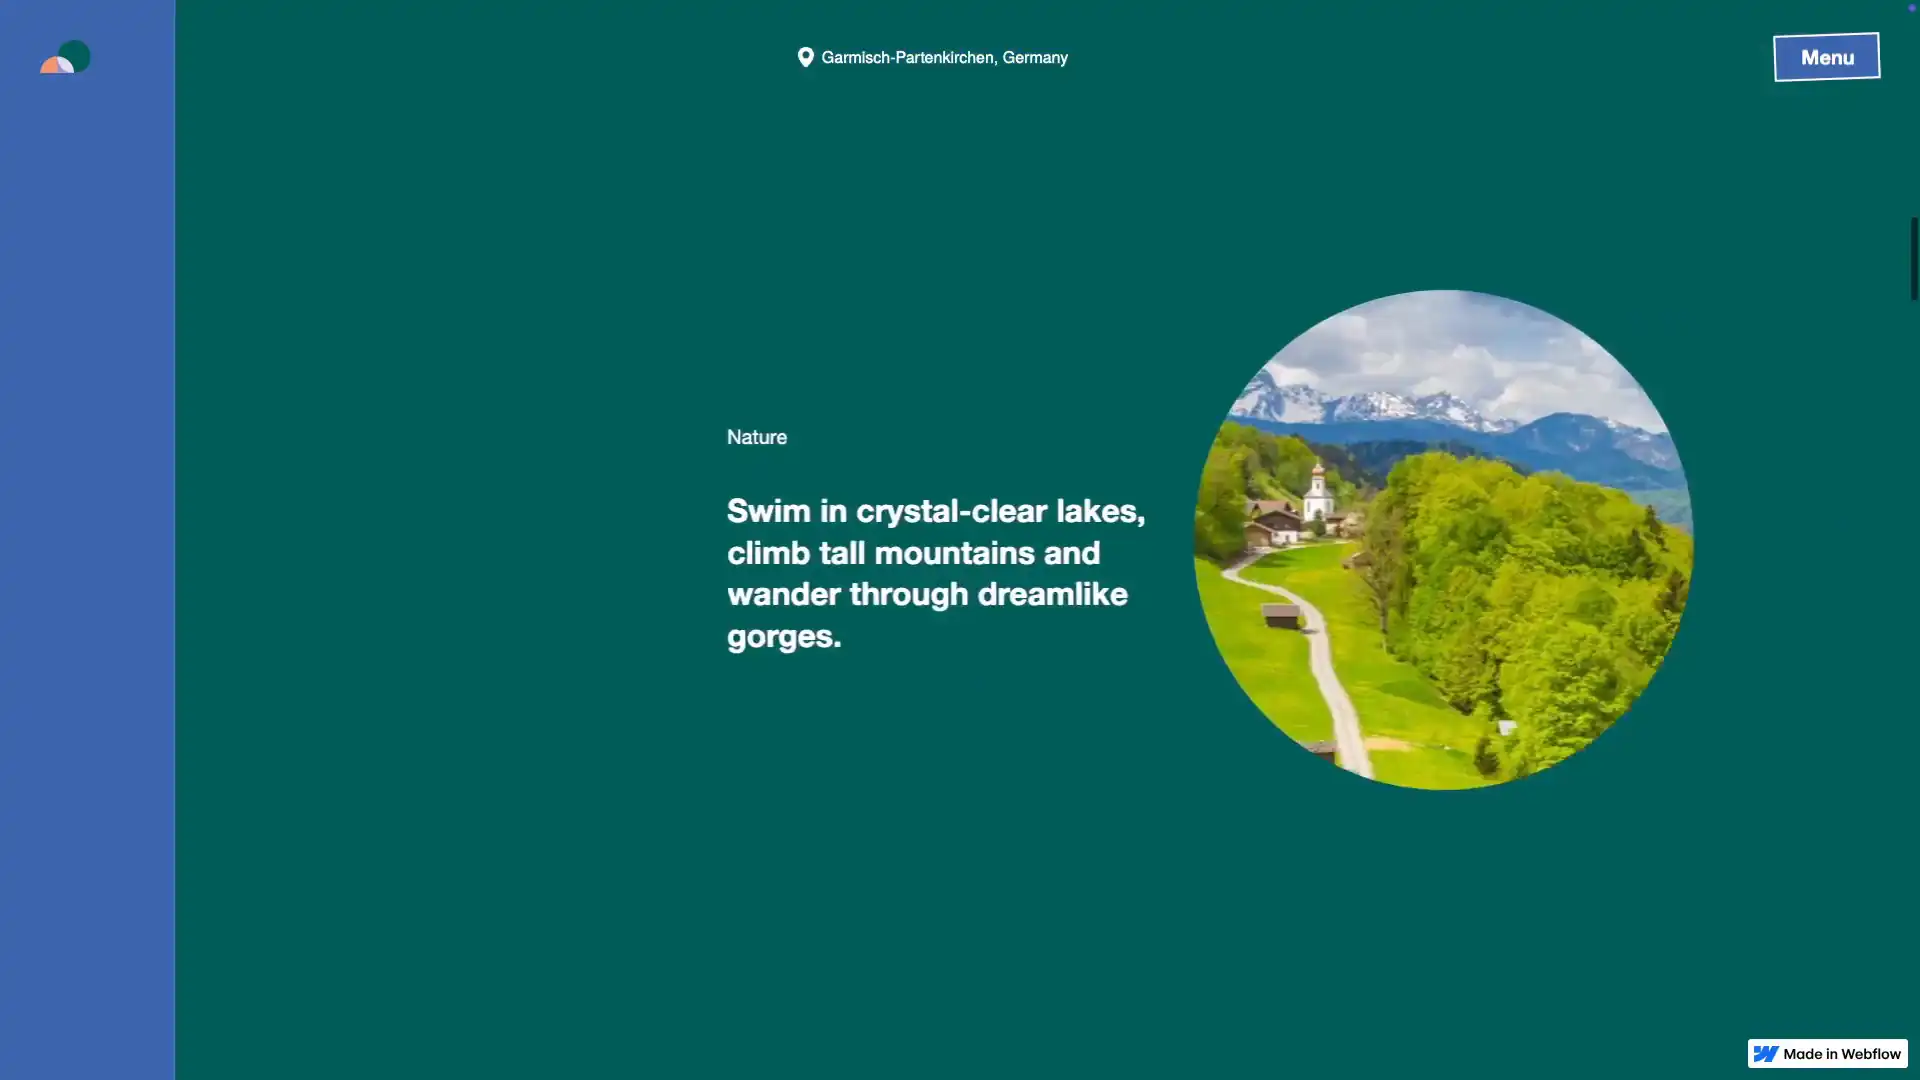 Garmisch-Partenkirchen, Germany
Menu
Nature
Swim in crystal-clear lakes,
climb tall mountains and
wander through dreamlike
gorges.
Made in Webflow